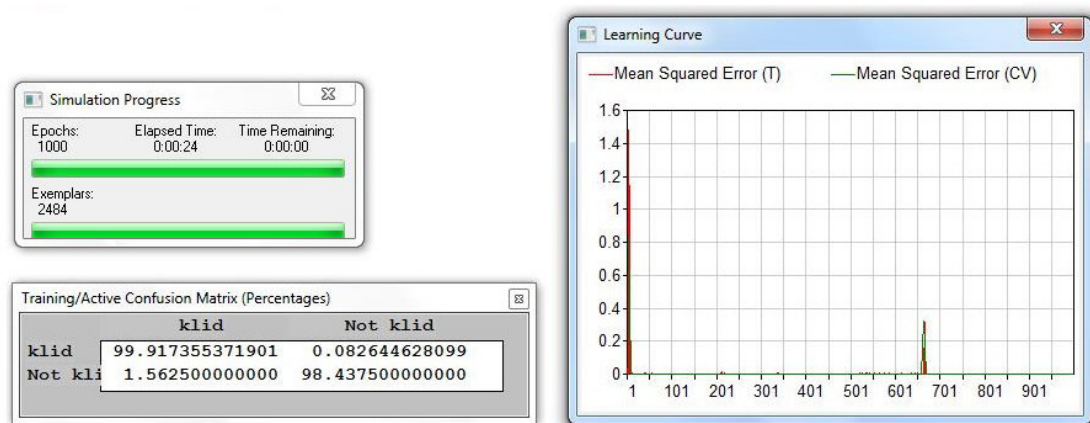 Simulation Progress
Epochs: Elapsed Time: Time Remaining:
1000 0:00:24 0:00:00
Exemplars:
2484
Training/Active Confusion Matrix (Percentages)
klid Not klid
klid 99.917355371901 0.082644628099
Not kli 1.562500000000 98.437500000000
Learning Curve
Mean Squared Error (T) Mean Squared Error (CV)
1.6
1.4
1.2
1
0.8
0.6
0.4
0.2
0
1 101 201 301 401 501 601 701 801 901